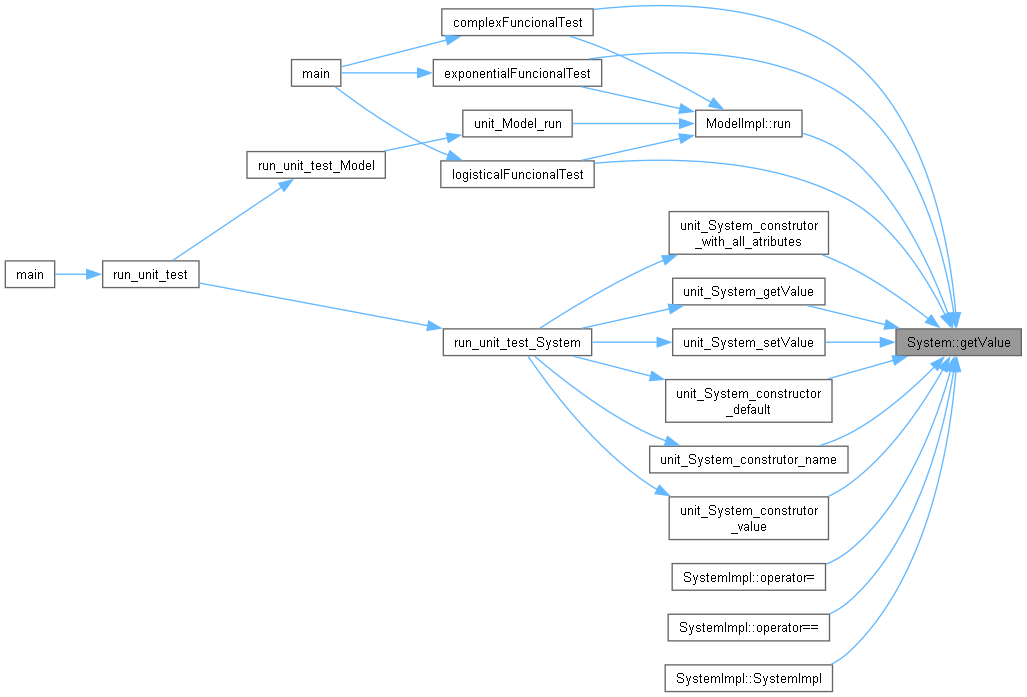 complexFuncionalTest
main
exponentialFuncionalTest
unit_Model_run
ModelImpl::run
run_unit_test_Model
logisticalFuncionalTest
unit_System_construtor
_with_all_atributes
main
run_unit_test
unit_System_getValue
run_unit_test_System
unit_System_setValue
System::getValue
unit_System_constructor
_default
unit_System_construtor_name
unit_System_construtor
_value
SystemImpl::operator=
SystemImpl::operator==
SystemImpl::SystemImpl